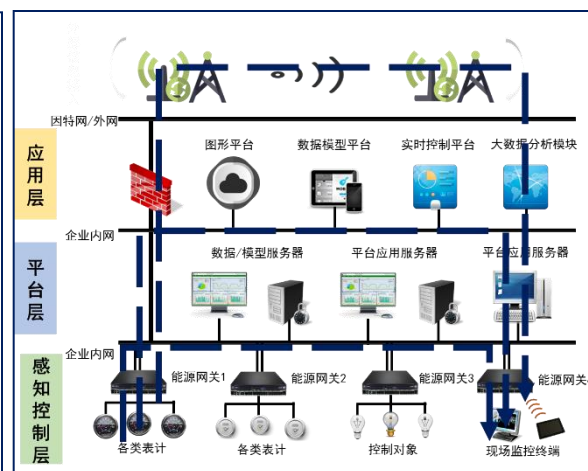 因特网/外网
应用层
图形平台
数据模型平台
实时控制平台
大数据分析模块
企业内网
平台层
数据/模型服务器
平台应用服务器
平台应用服务器
企业内网
感知控制层
能源网关1
能源网关2
能源网关3
能源网关
各类表计
各类表计
控制对象
现场监控终端